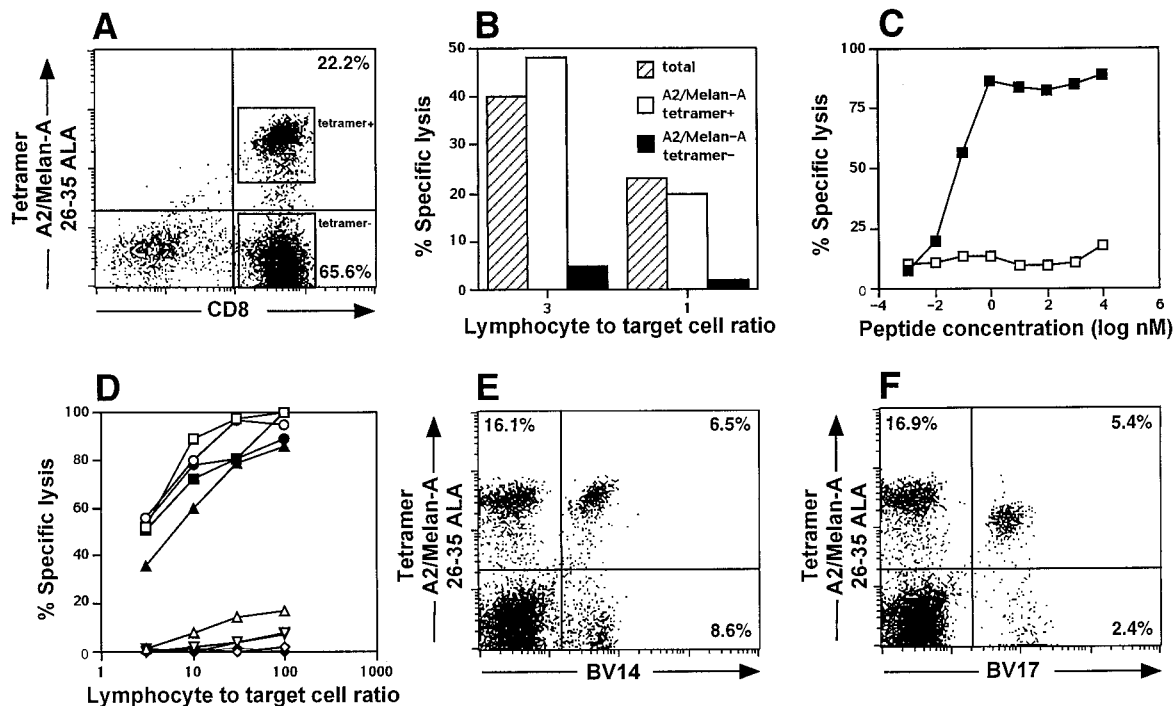 A
Tetramer
A2/Melan-A
26-35 ALA
22.2%
tetramer+
tetramer-
65.6%
CD8
B
% Specific lysis
50
40
30
20
10
0
total
A2/Melan-A
tetramer+
A2/Melan-A
tetramer-
3
1
Lymphocyte to target cell ratio
C
% Specific lysis
100
75
50
25
0
-4
-2
0
2
4
6
Peptide concentration (log nM)
D
% Specific lysis
100
80
60
40
20
0
1
10
100
1000
Lymphocyte to target cell ratio
E
Tetramer
A2/Melan-A
26-35 ALA
16.1%
6.5%
8.6%
BV14
F
Tetramer
A2/Melan-A
26-35 ALA
16.9%
5.4%
2.4%
BV17